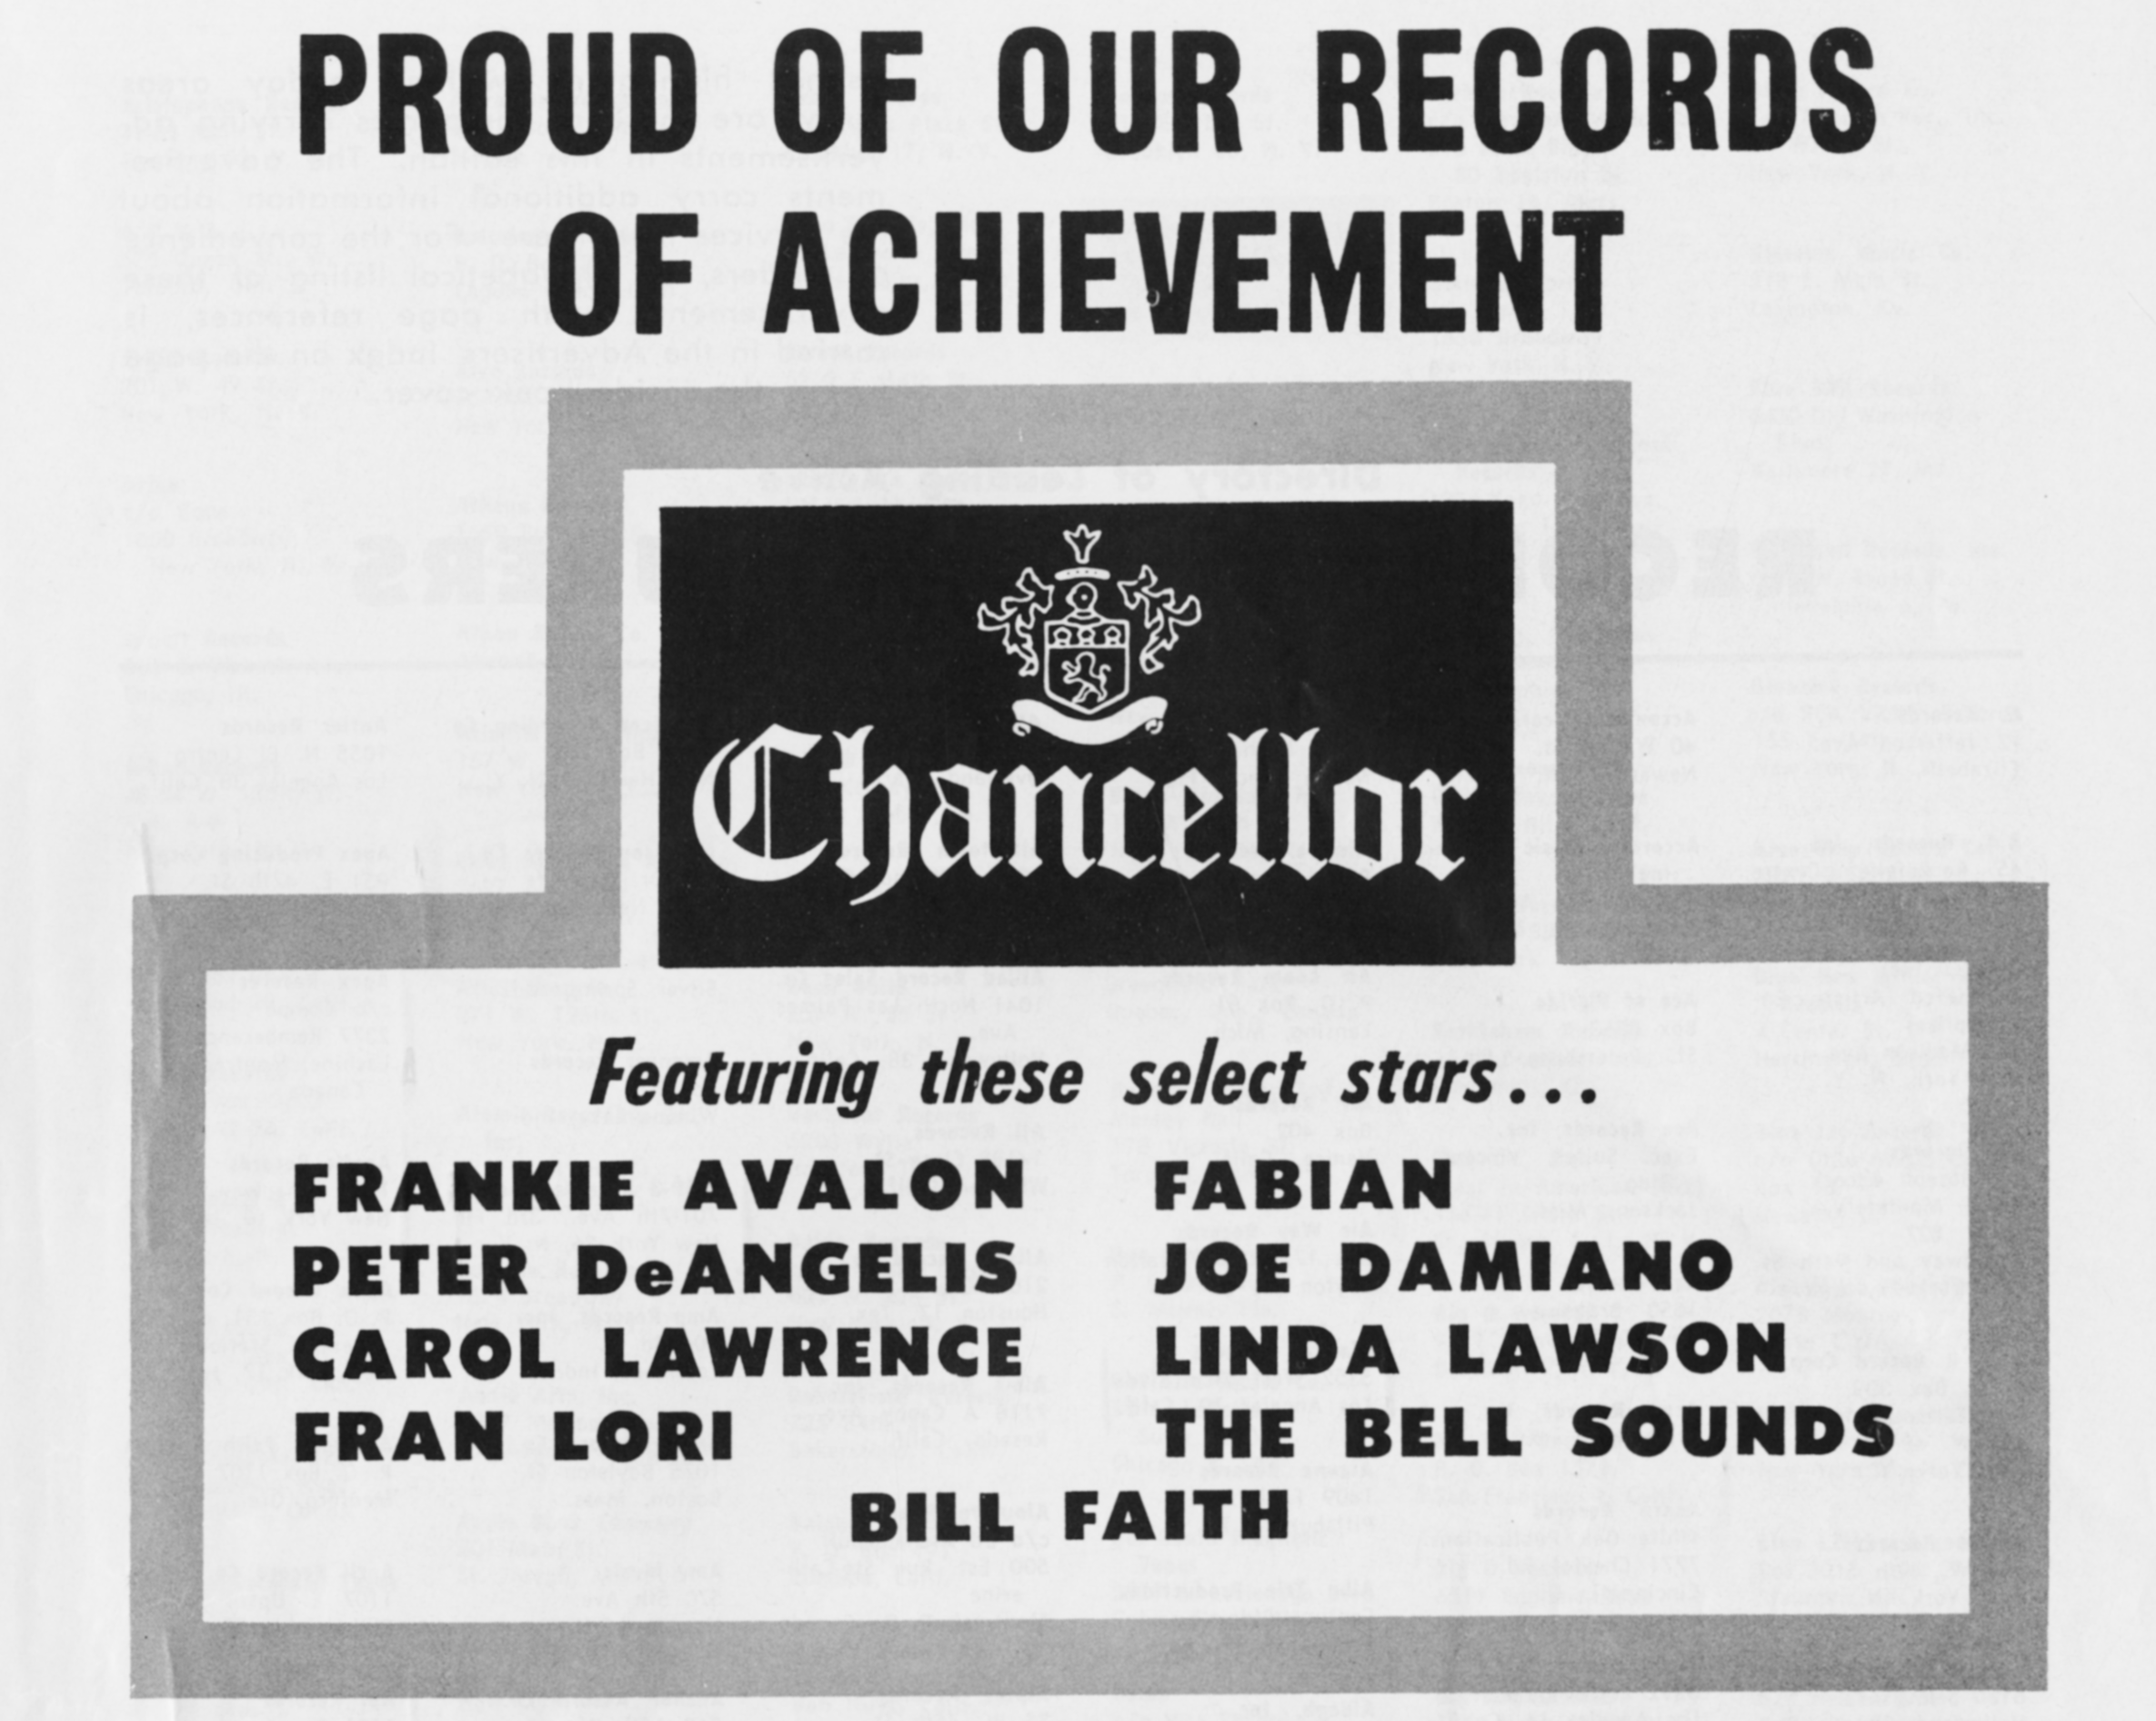 PROUD OF OUR RECORDS
OF ACHIEVEMENT
Chancellor
Featuring these select stars...
FRANKIE AVALON
FABIAN
PETER DeANGELIS
JOE DAMIANO
CAROL LAWRENCE
LINDA LAWSON
FRAN LORI
THE BELL SOUNDS
BILL FAITH